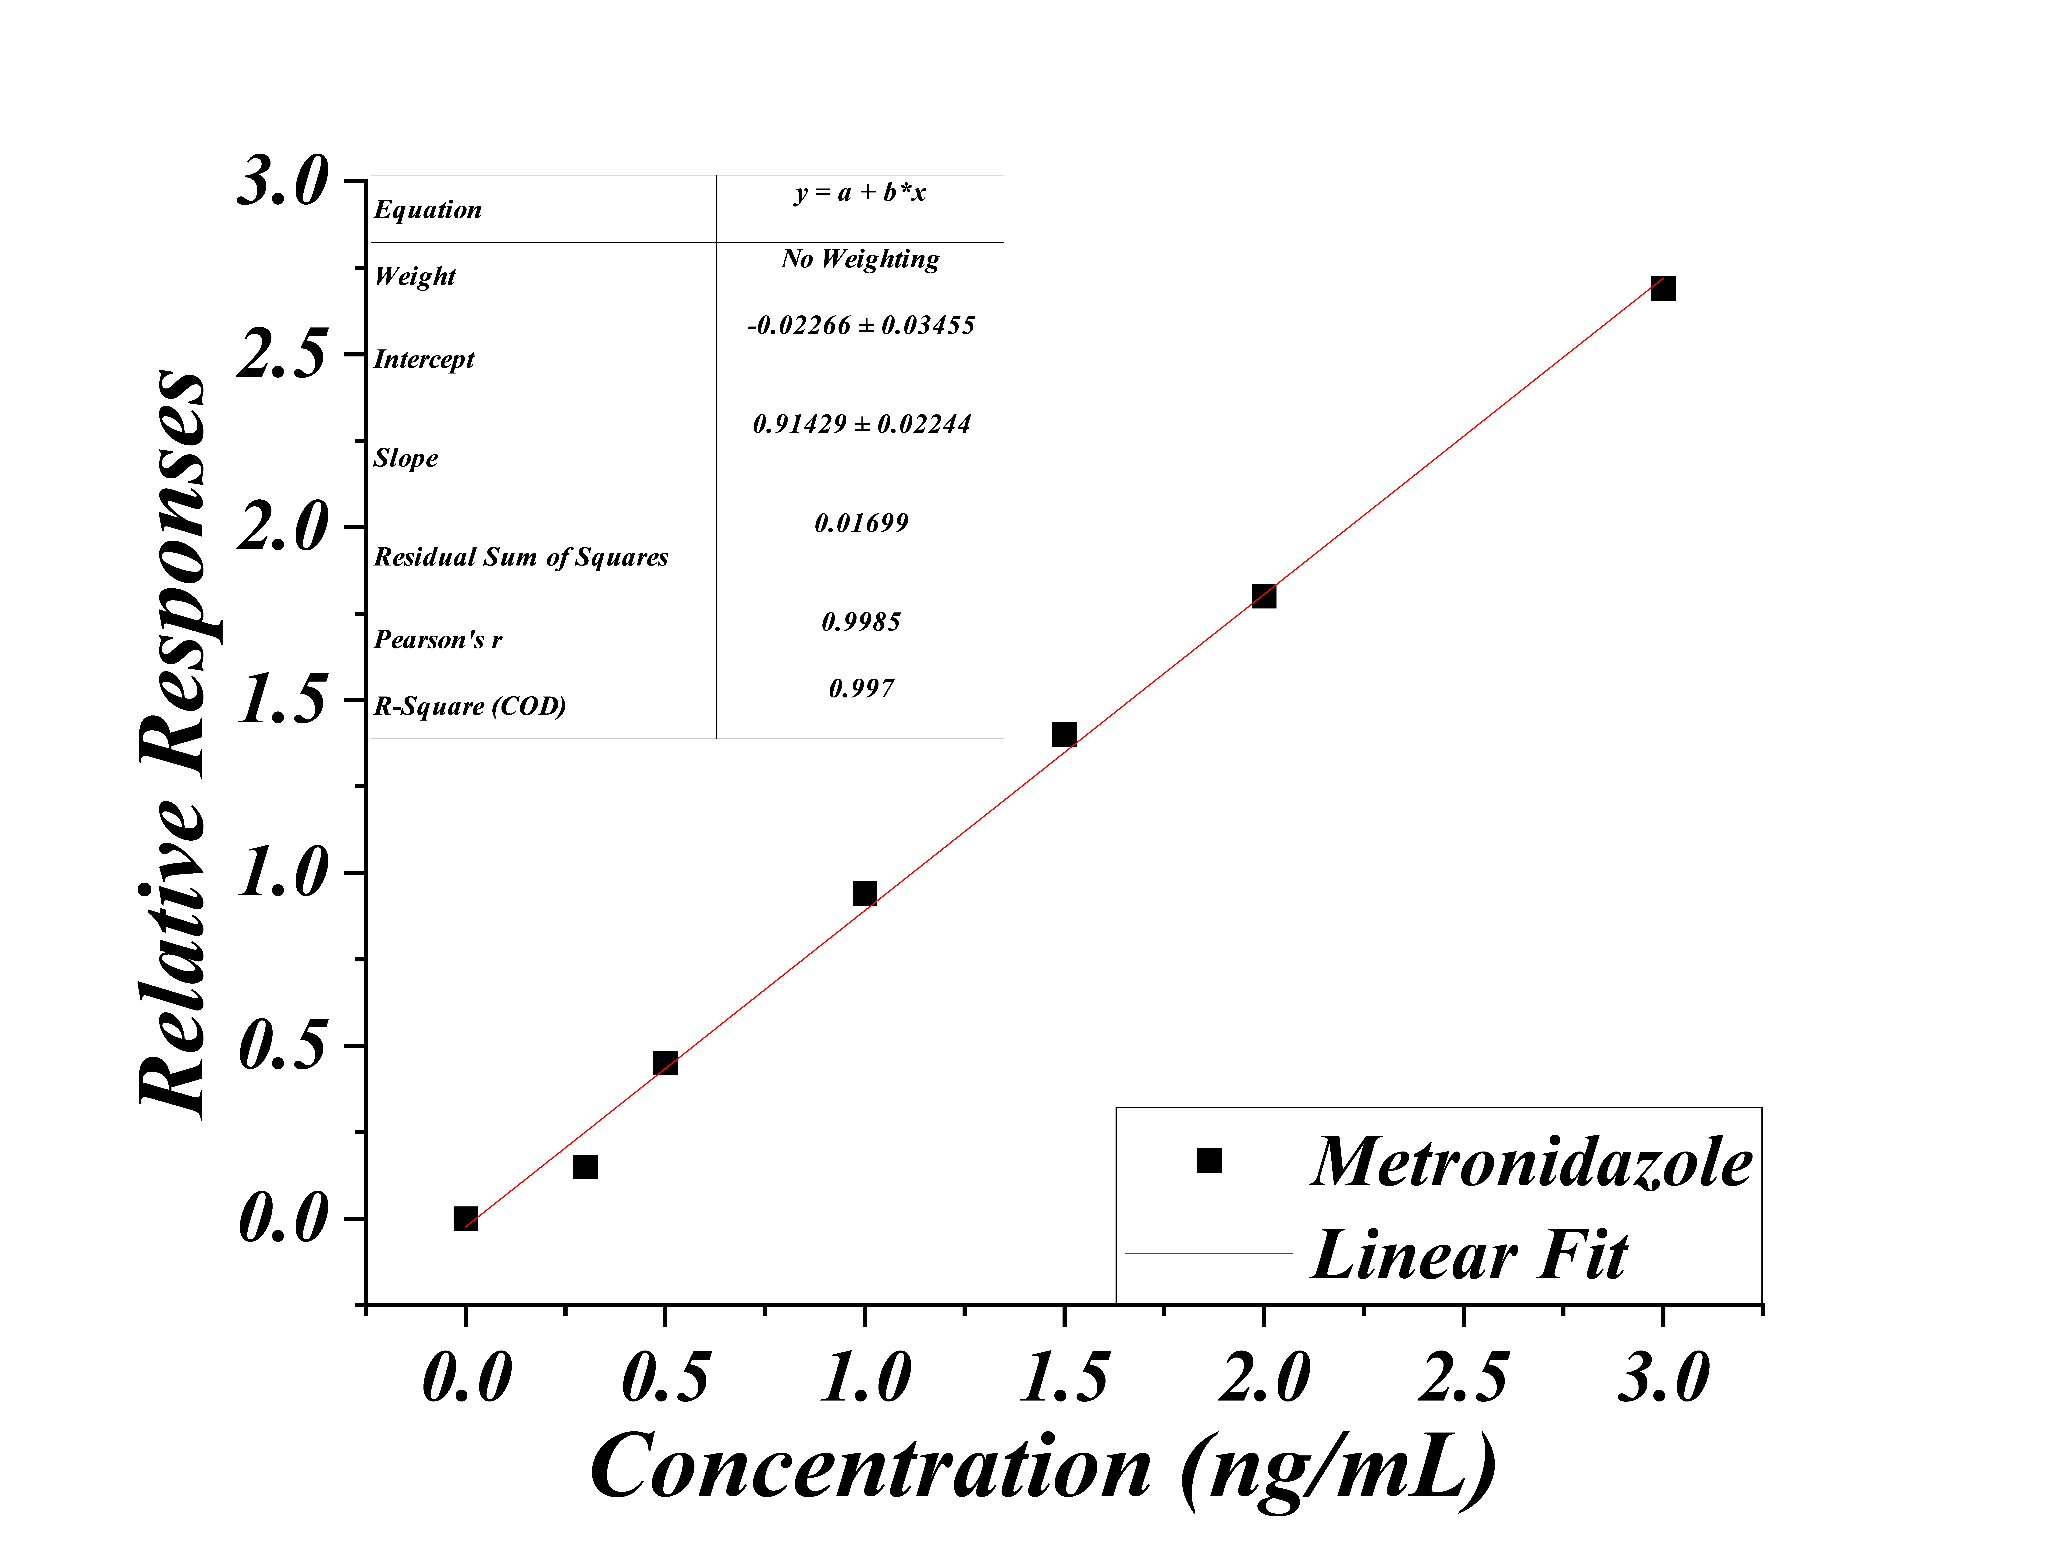 Relative Responses
3.0
2.5
2.0
1.5
1.0
0.5
0.0
Equation y = a + b*x
Weight No Weighting
Intercept -0.02266 ± 0.03455
Slope 0.91429 ± 0.02244
Residual Sum of Squares 0.01699
Pearson's r 0.9985
R-Square (COD) 0.997
Metronidazole
Linear Fit
0.0 0.5 1.0 1.5 2.0 2.5 3.0
Concentration (ng/mL)